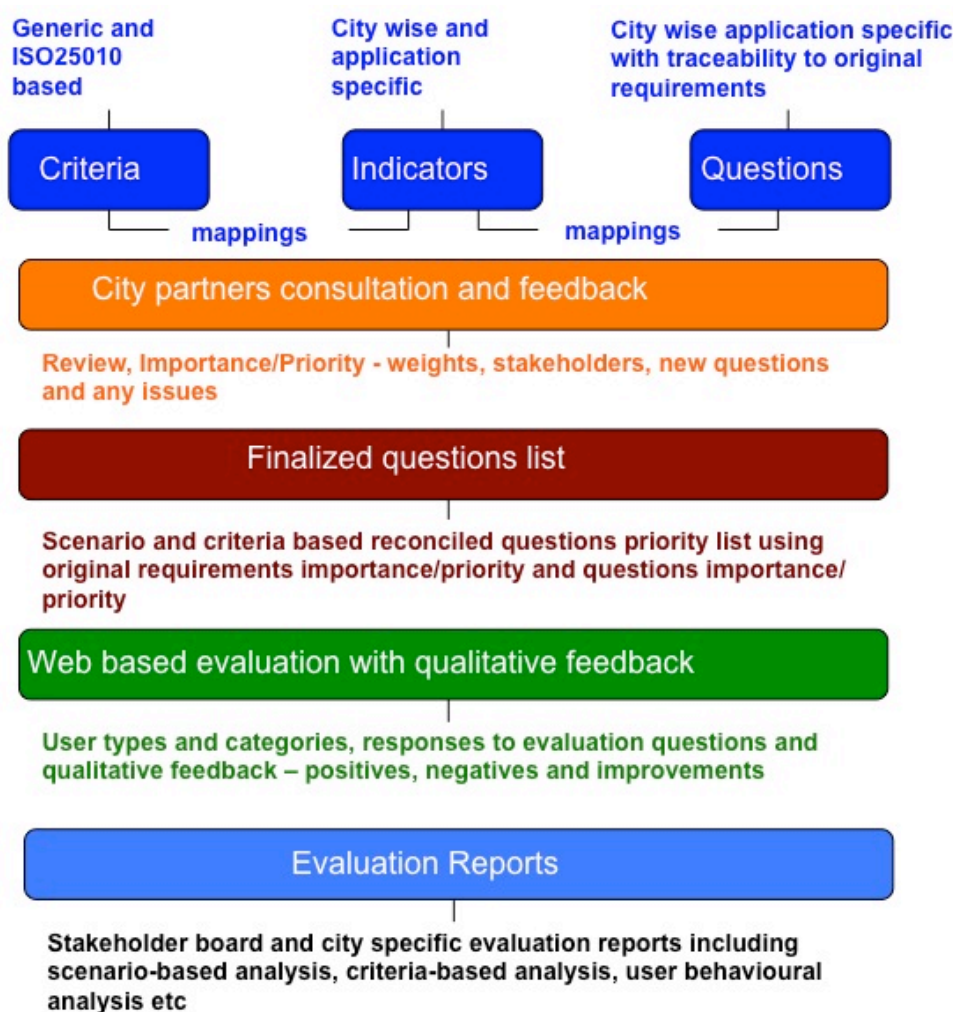 Generic and
ISO25010
based
City wise and
application
specific
City wise application specific
with traceability to original
requirements
Criteria
Indicators
Questions
mappings
mappings
City partners consultation and feedback
Review, Importance/Priority - weights, stakeholders, new questions
and any issues
Finalized questions list
Scenario and criteria based reconciled questions priority list using
original requirements importance/priority and questions importance/
priority
Web based evaluation with qualitative feedback
User types and categories, responses to evaluation questions and
qualitative feedback – positives, negatives and improvements
Evaluation Reports
Stakeholder board and city specific evaluation reports including
scenario-based analysis, criteria-based analysis, user behavioural
analysis etc